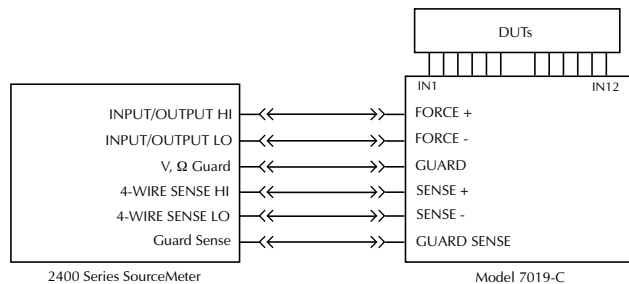 DUTs
IN1 IN12
INPUT/OUTPUT HI FORCE +
INPUT/OUTPUT LO FORCE -
V, Ω Guard GUARD
4-WIRE SENSE HI SENSE +
4-WIRE SENSE LO SENSE -
Guard Sense GUARD SENSE
2400 Series SourceMeter Model 7019-C